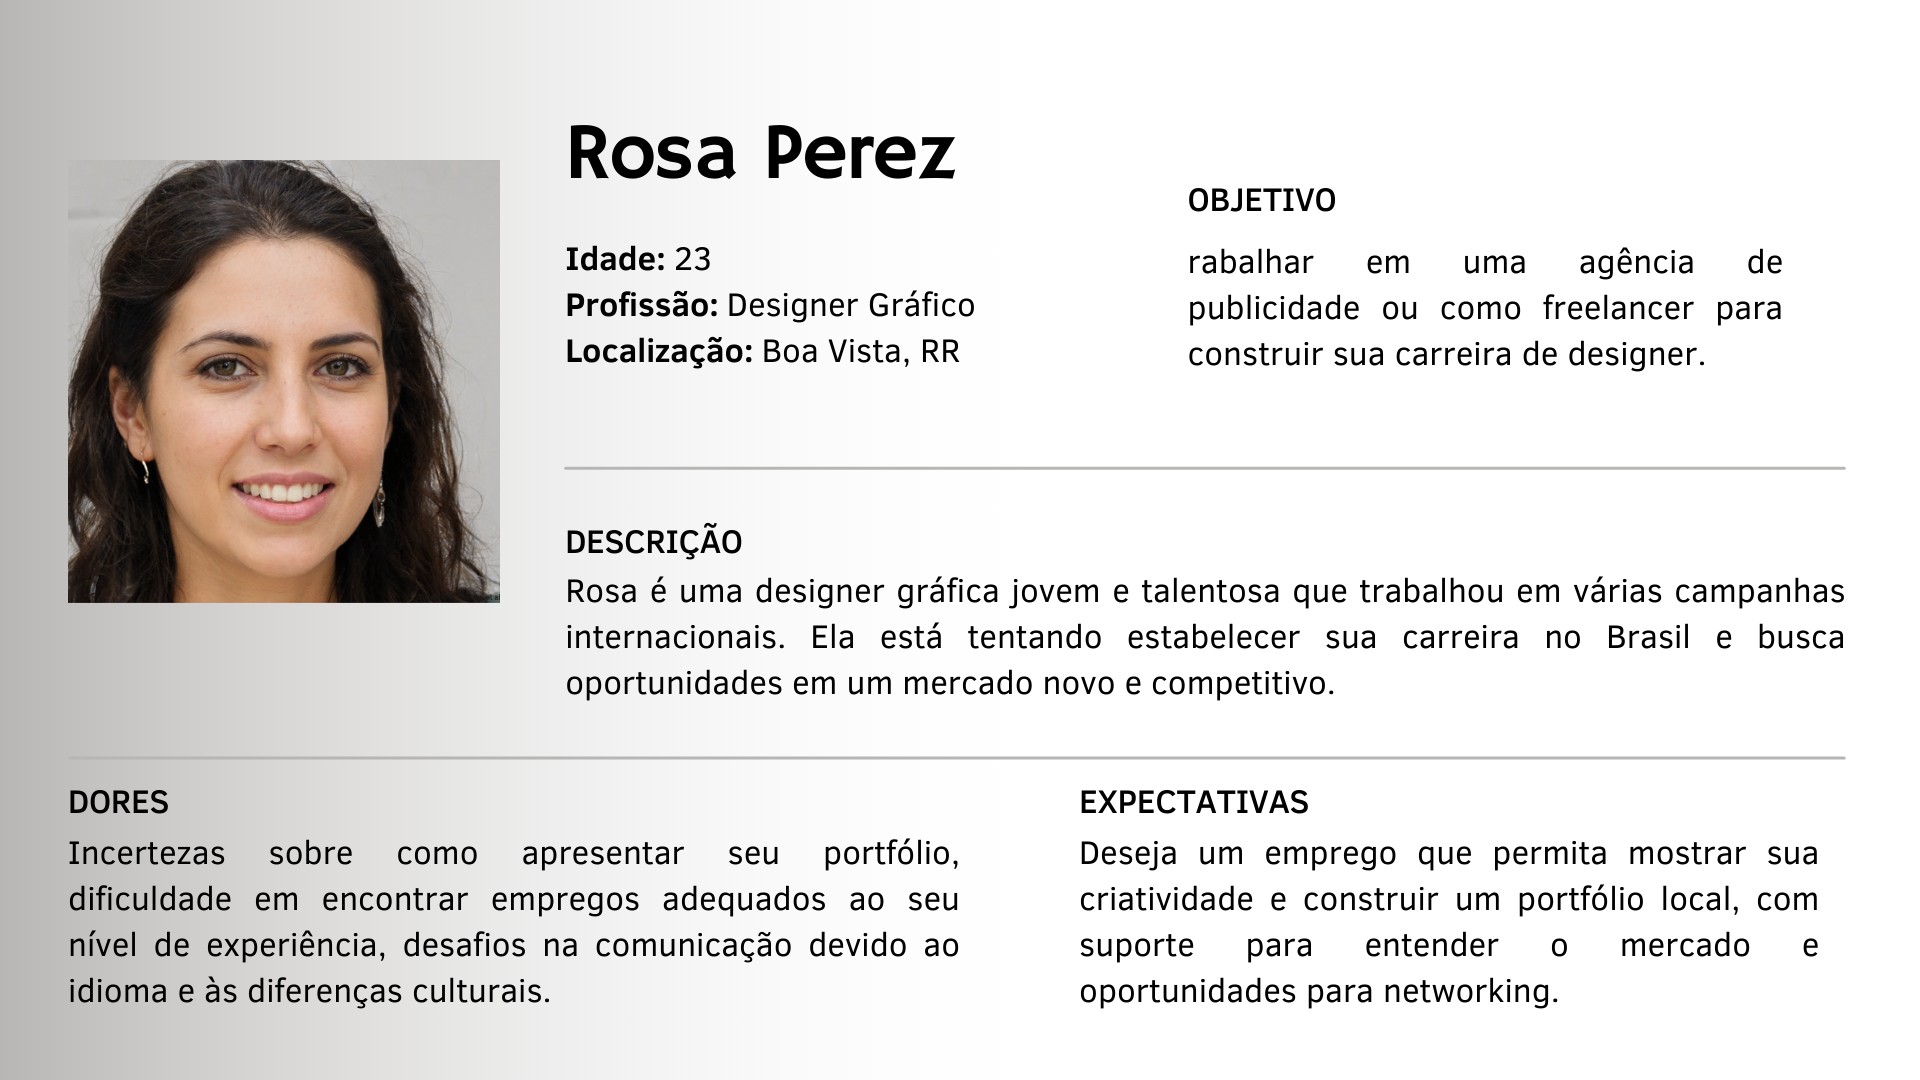 Rosa Perez
Idade: 23
Profissão: Designer Gráfico
Localização: Boa Vista, RR
OBJETIVO
rabalhar em uma agência de
publicidade ou como freelancer para
construir sua carreira de designer.
DESCRIÇÃO
Rosa é uma designer gráfica jovem e talentosa que trabalhou em várias campanhas
internacionais. Ela está tentando estabelecer sua carreira no Brasil e busca
oportunidades em um mercado novo e competitivo.
DORES
Incertezas sobre como apresentar seu portfólio,
dificuldade em encontrar empregos adequados ao seu
nível de experiência, desafios na comunicação devido ao
idioma e às diferenças culturais.
EXPECTATIVAS
Deseja um emprego que permita mostrar sua
criatividade e construir um portfólio local, com
suporte para entender o mercado e
oportunidades para networking.